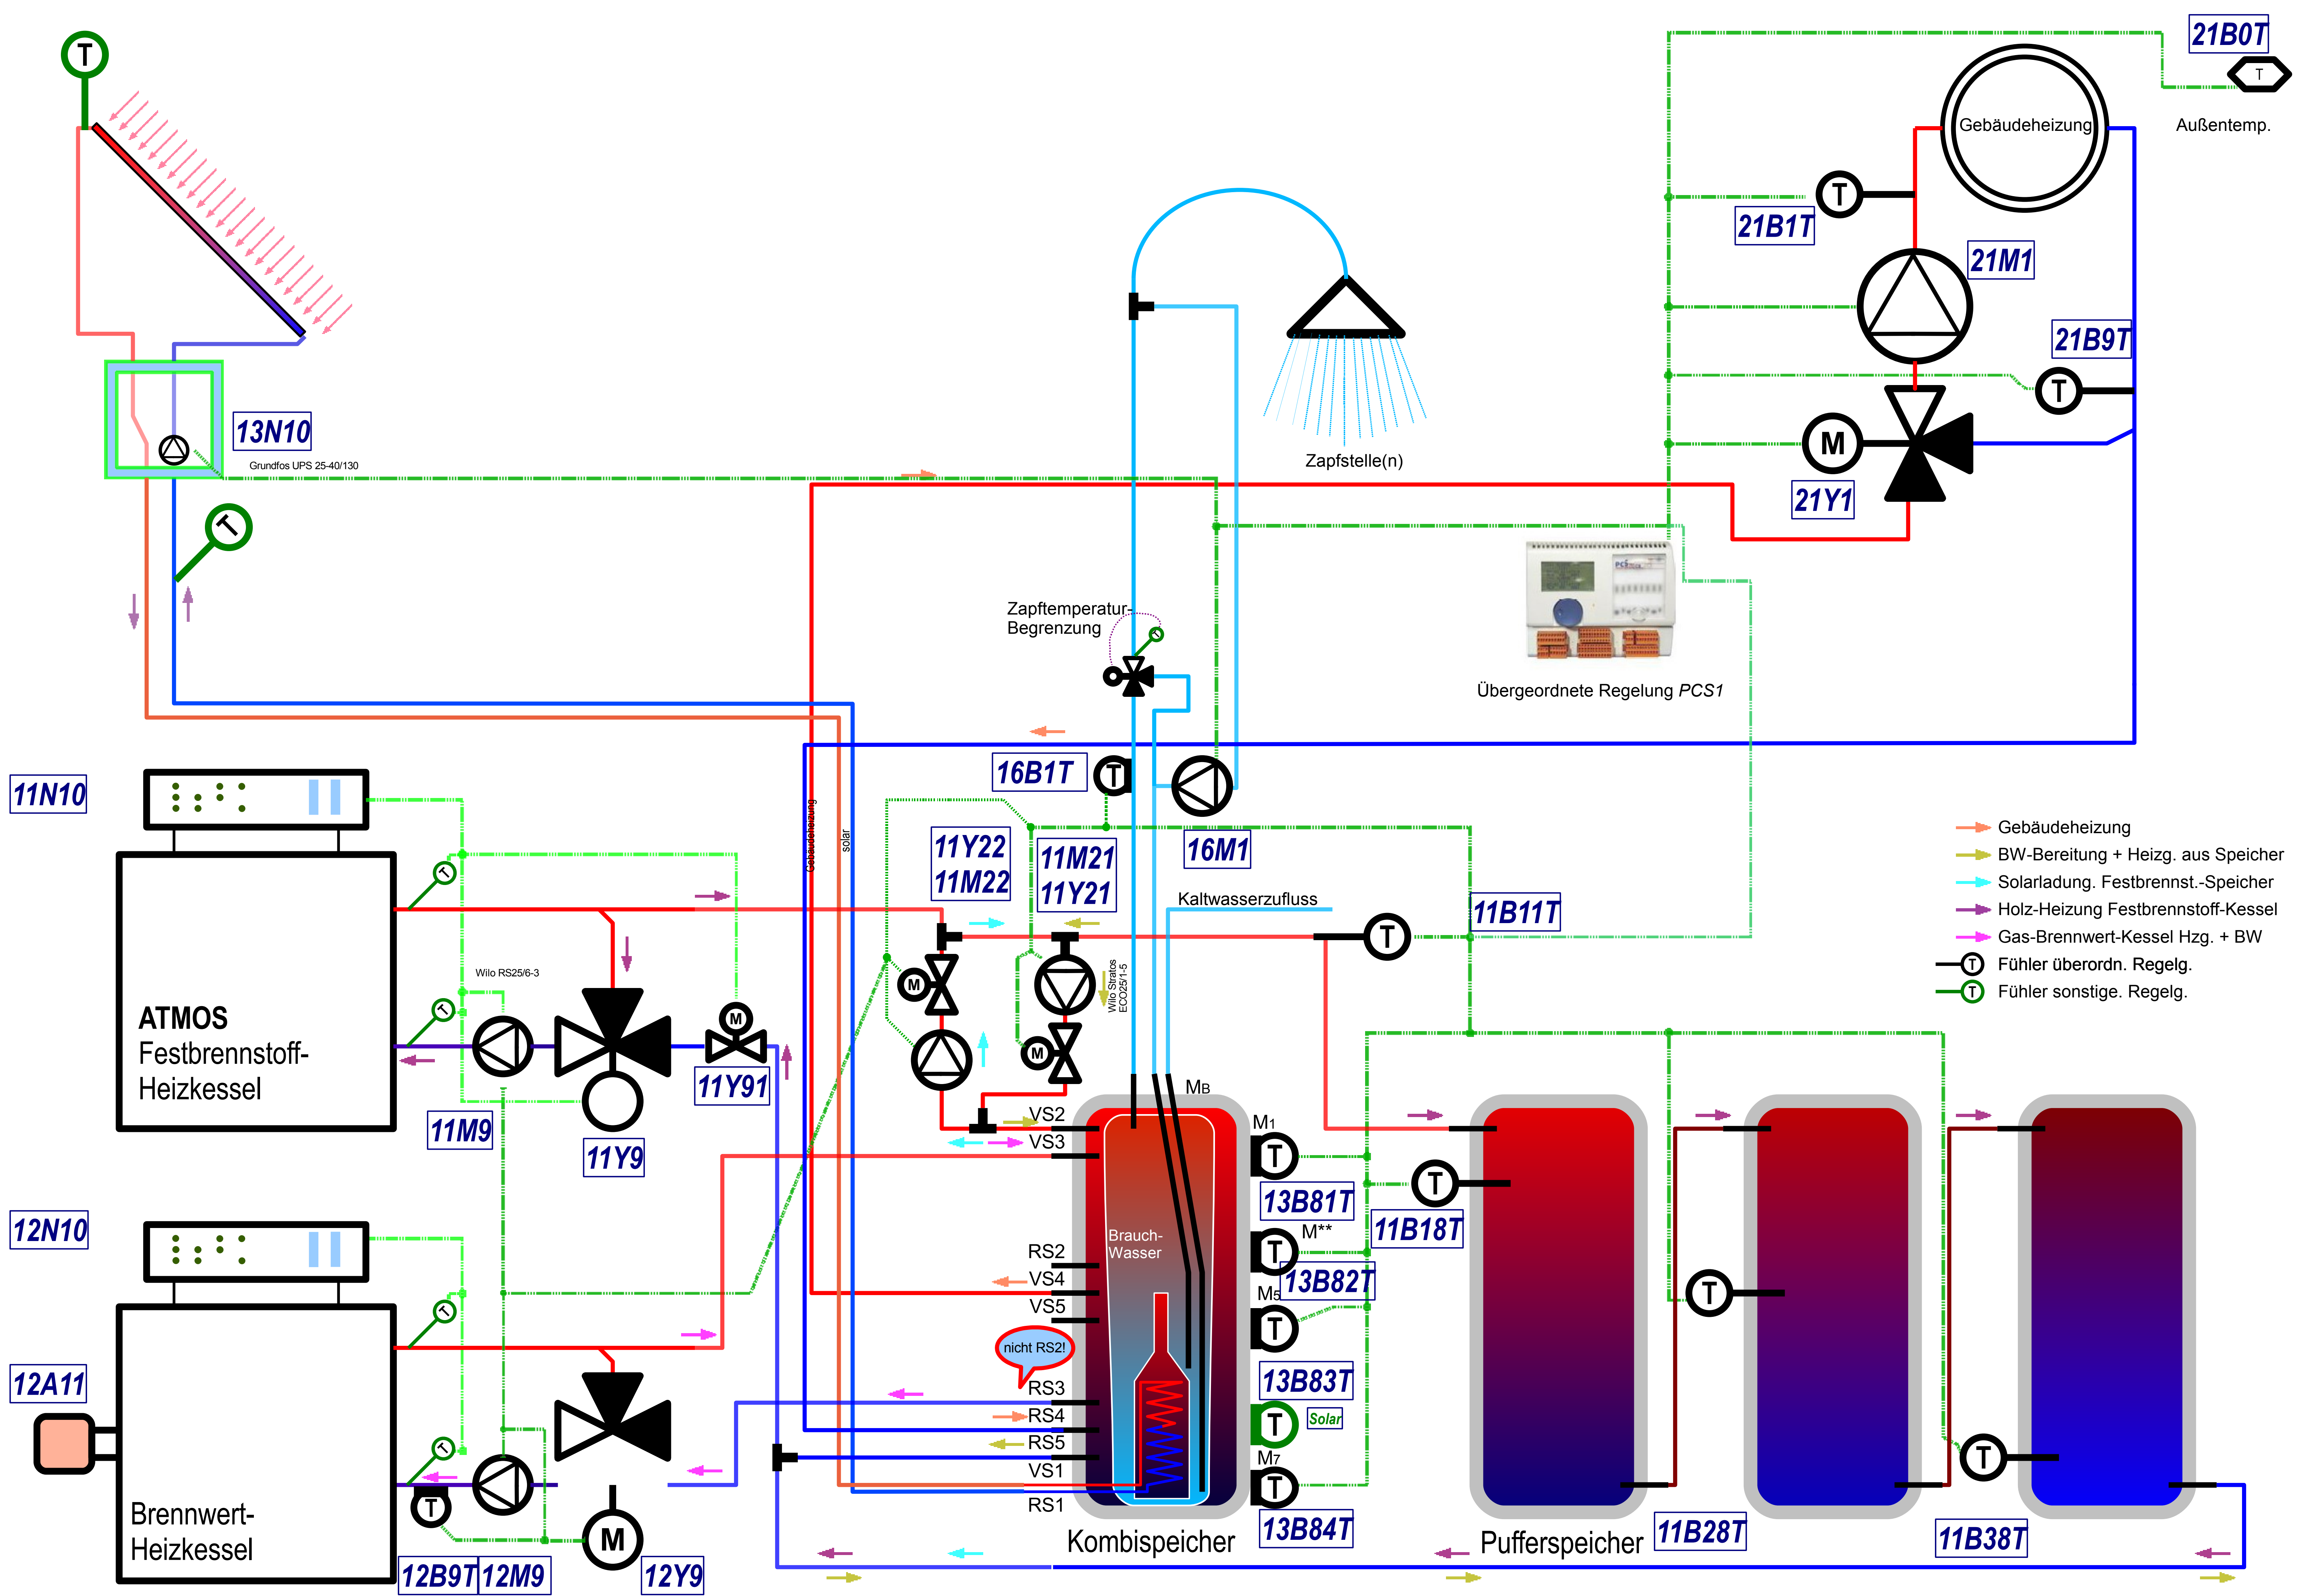 21B0T
T
T
Außentemp.
Gebäudeheizung
T
21B1T
21M1
21B9T
T
M
21Y1
13N10
Grundfos UPS 25-40/130
T
Zapfstelle(n)
Zapftemperatur-
Begrenzung
T
PCS1
Übergeordnete Regelung PCS1
16B1T
T
16M1
11N10
Gebäudeheizung
solar
11Y22
11M22
11M21
11Y21
Kaltwasserzufluss
11B11T
T
Gebäudeheizung
BW-Bereitung + Heizg. aus Speicher
Solarladung. Festbrennst.-Speicher
Holz-Heizung Festbrennstoff-Kessel
Gas-Brennwert-Kessel Hzg. + BW
T Fühler überordn. Regelg.
T Fühler sonstige. Regelg.
T
Wilo RS25/6-3
M
Wilo Stratos
ECO25/1-5
ATMOS
Festbrennstoff-
Heizkessel
T
M
M
11Y91
11M9
11Y9
MB
VS2
VS3
M1
T
13B81T
T
11B18T
12N10
Brauch-
Wasser
M**
T
13B82T
RS2
VS4
VS5
M5
T
T
T
nicht RS2!
12A11
13B83T
RS3
RS4
RS5
VS1
RS1
T
Solar
M7
T
13B84T
T
T
T
M
Brennwert-
Heizkessel
Kombispeicher
Pufferspeicher
11B28T
11B38T
12B9T
12M9
12Y9